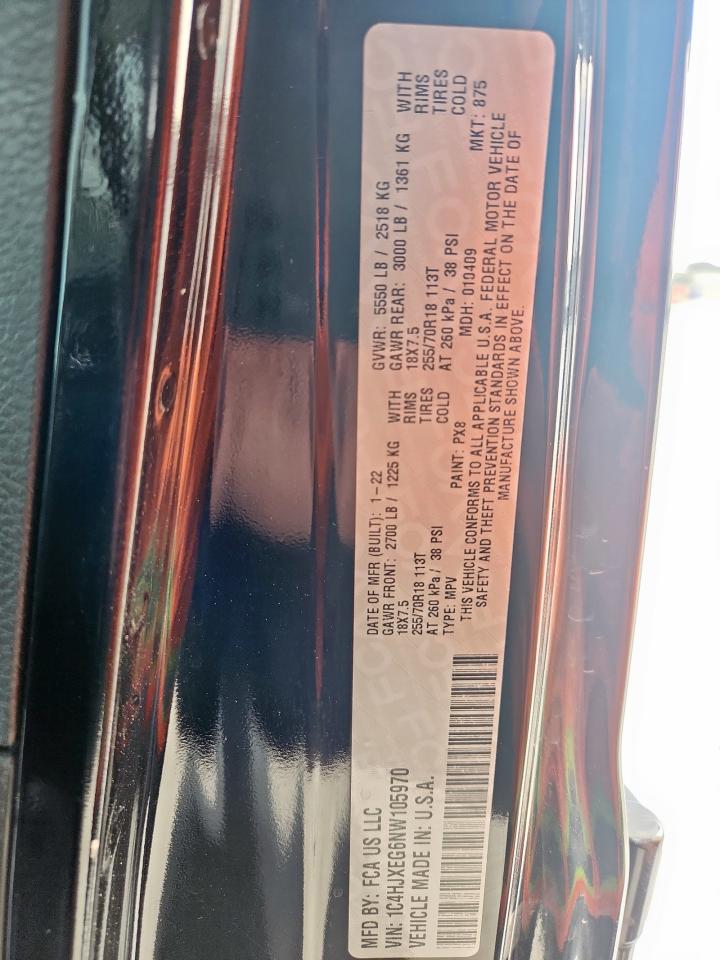 MFD BY: FCA US LLC
VIN: 1C4HJXEG6NW105970
VEHICLE MADE IN: U.S.A.
DATE OF MFR (BUILT): 1-22
GAWR FRONT: 2700 LB / 1225 KG WITH
18X7.5 RIMS
255/70R18 113T TIRES
AT 260 kPa / 38 PSI COLD
TYPE: MPV
GVWR: 5550 LB / 2518 KG
GAWR REAR: 3000 LB / 1361 KG WITH
18X7.5 RIMS
255/70R18 113T TIRES
AT 260 kPa / 38 PSI COLD
PAINT: PX8 MDH: 010409 MKT: 875
THIS VEHICLE CONFORMS TO ALL APPLICABLE U.S.A. FEDERAL MOTOR VEHICLE
SAFETY AND THEFT PREVENTION STANDARDS IN EFFECT ON THE DATE OF
MANUFACTURE SHOWN ABOVE.